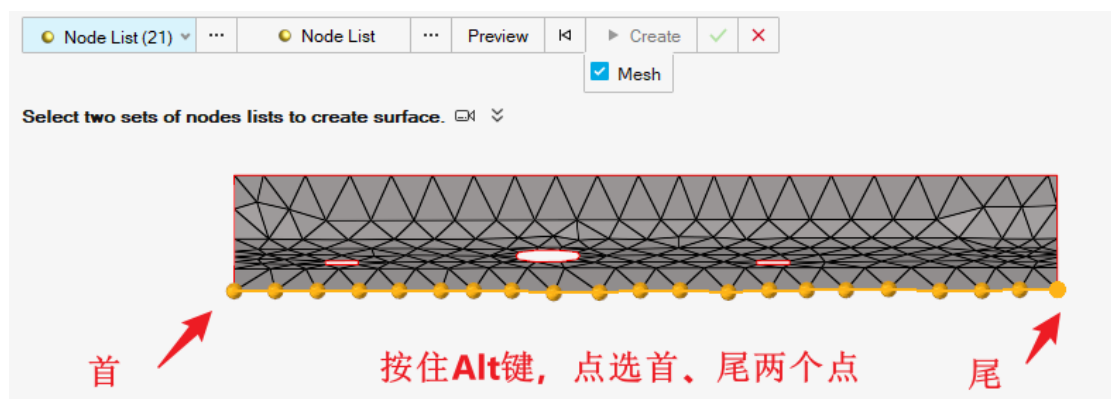 Node List (21) ... Node List ... Preview Create
Mesh
Select two sets of nodes lists to create surface.
首 按住Alt键，点选首、尾两个点 尾